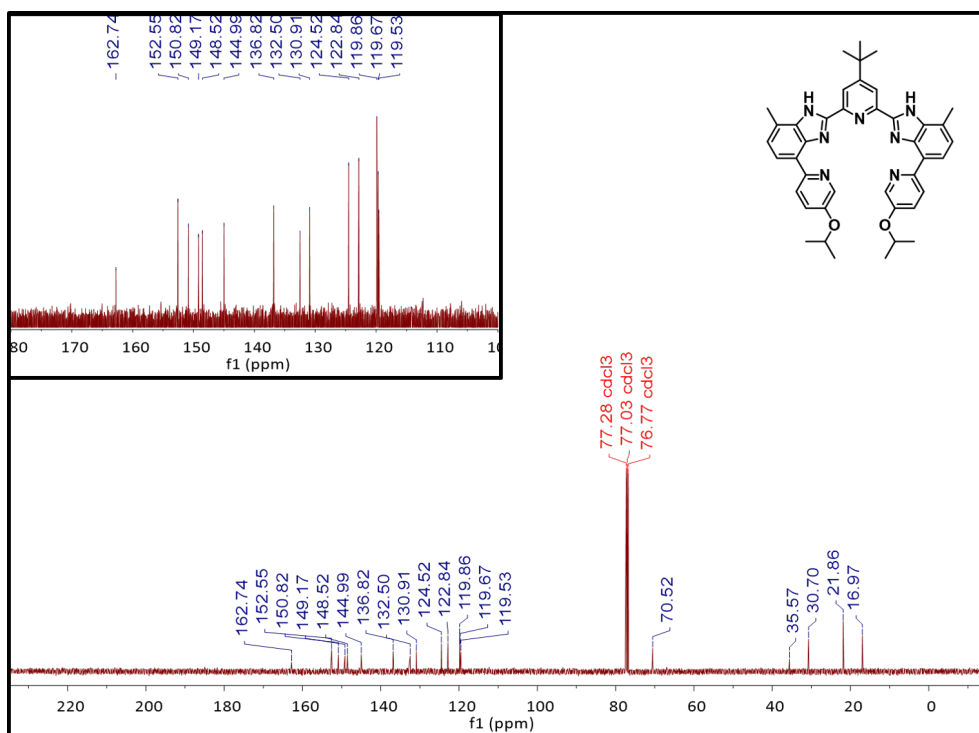 162.74
152.55
150.82
149.17
148.52
144.99
136.82
132.50
130.91
124.52
122.84
119.86
119.67
119.53
80 170 160 150 140 130 120 110 10
f1 (ppm)
NH
N
HN
N
N
N
N
O
O
77.28 cdcl3
77.03 cdcl3
76.77 cdcl3
162.74
152.55
150.82
149.17
148.52
144.99
136.82
132.50
130.91
124.52
122.84
119.86
119.67
119.53
70.52
35.57
30.70
21.86
16.97
220 200 180 160 140 120 100 80 60 40 20 0
f1 (ppm)